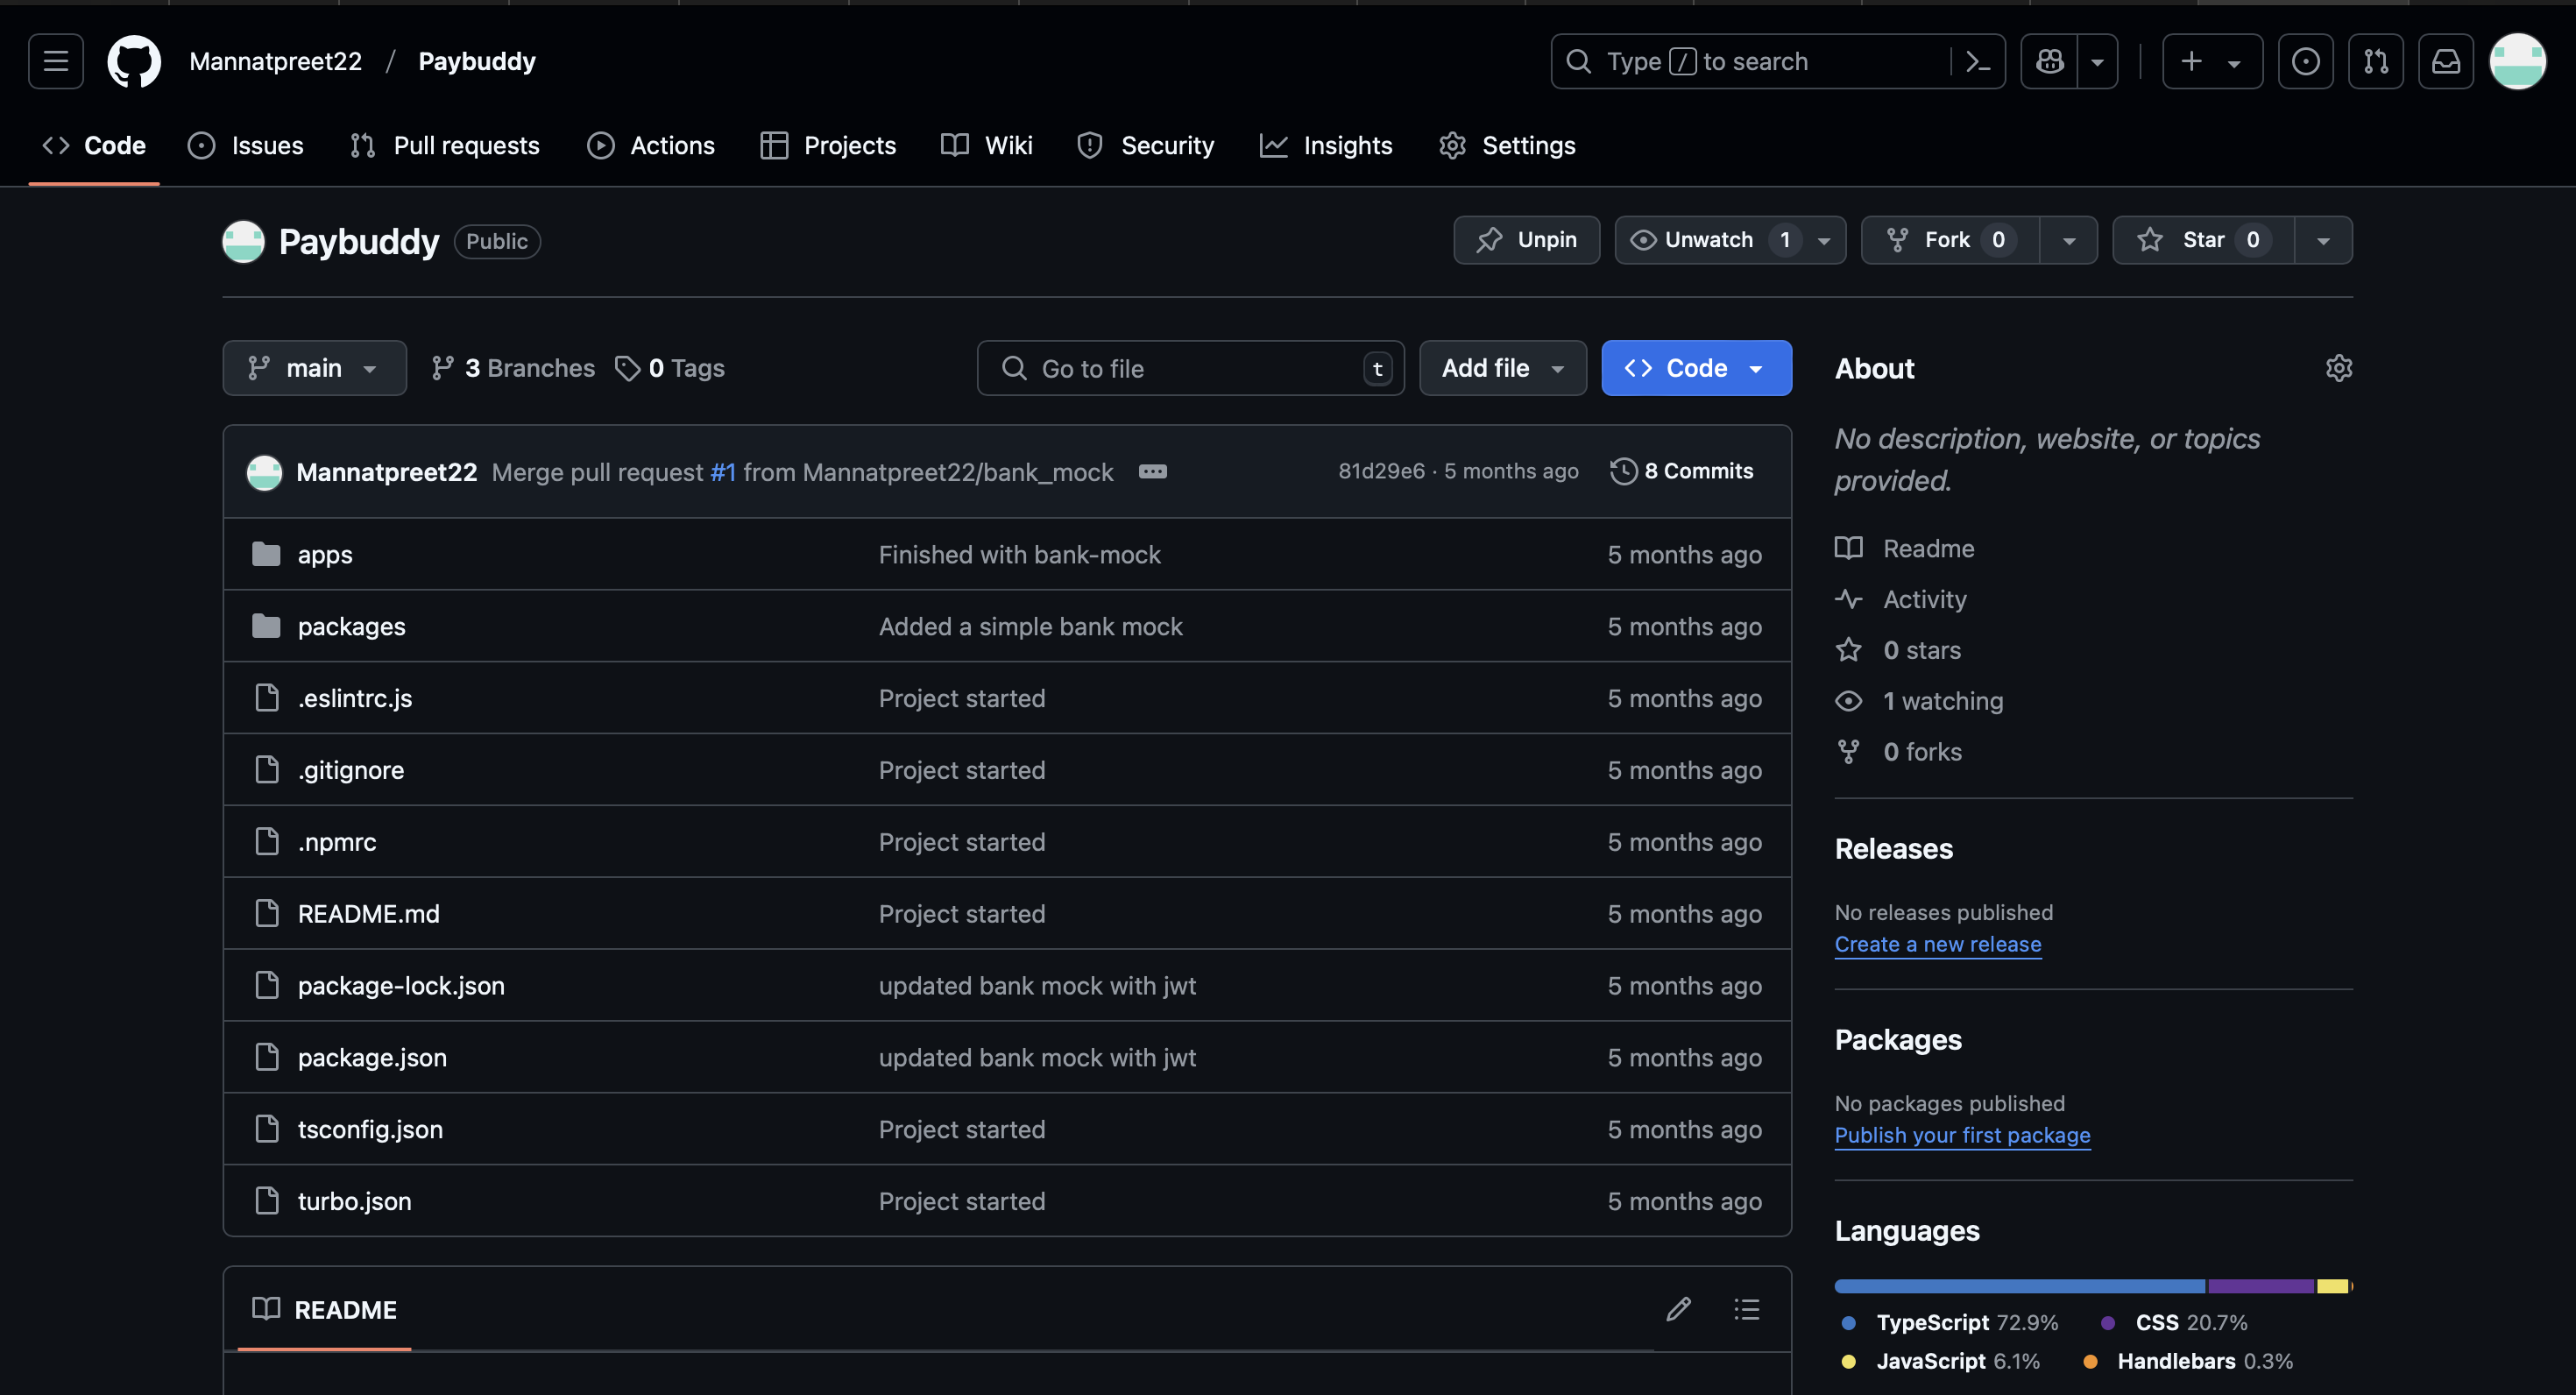 Mannatpreet22 / Paybuddy
Type / to search
Code Issues Pull requests Actions Projects Wiki Security Insights Settings
Paybuddy Public
Unpin Unwatch 1 Fork 0 Star 0
main 3 Branches 0 Tags Go to file t Add file Code
Mannatpreet22 Merge pull request #1 from Mannatpreet22/bank_mock 81d29e6 · 5 months ago 8 Commits
apps Finished with bank-mock 5 months ago
packages Added a simple bank mock 5 months ago
.eslintrc.js Project started 5 months ago
.gitignore Project started 5 months ago
.npmrc Project started 5 months ago
README.md Project started 5 months ago
package-lock.json updated bank mock with jwt 5 months ago
package.json updated bank mock with jwt 5 months ago
tsconfig.json Project started 5 months ago
turbo.json Project started 5 months ago
README
About
No description, website, or topics
provided.
Readme
Activity
0 stars
1 watching
0 forks
Releases
No releases published
Create a new release
Packages
No packages published
Publish your first package
Languages
TypeScript 72.9% CSS 20.7%
JavaScript 6.1% Handlebars 0.3%